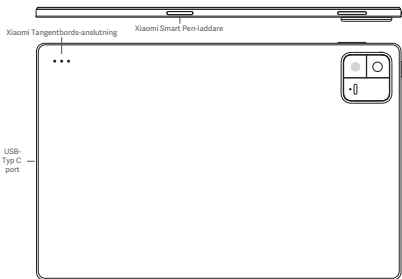 Xiaomi Tangentbords-anslutning
Xiaomi Smart Pen-laddare
USB-
Typ C
port